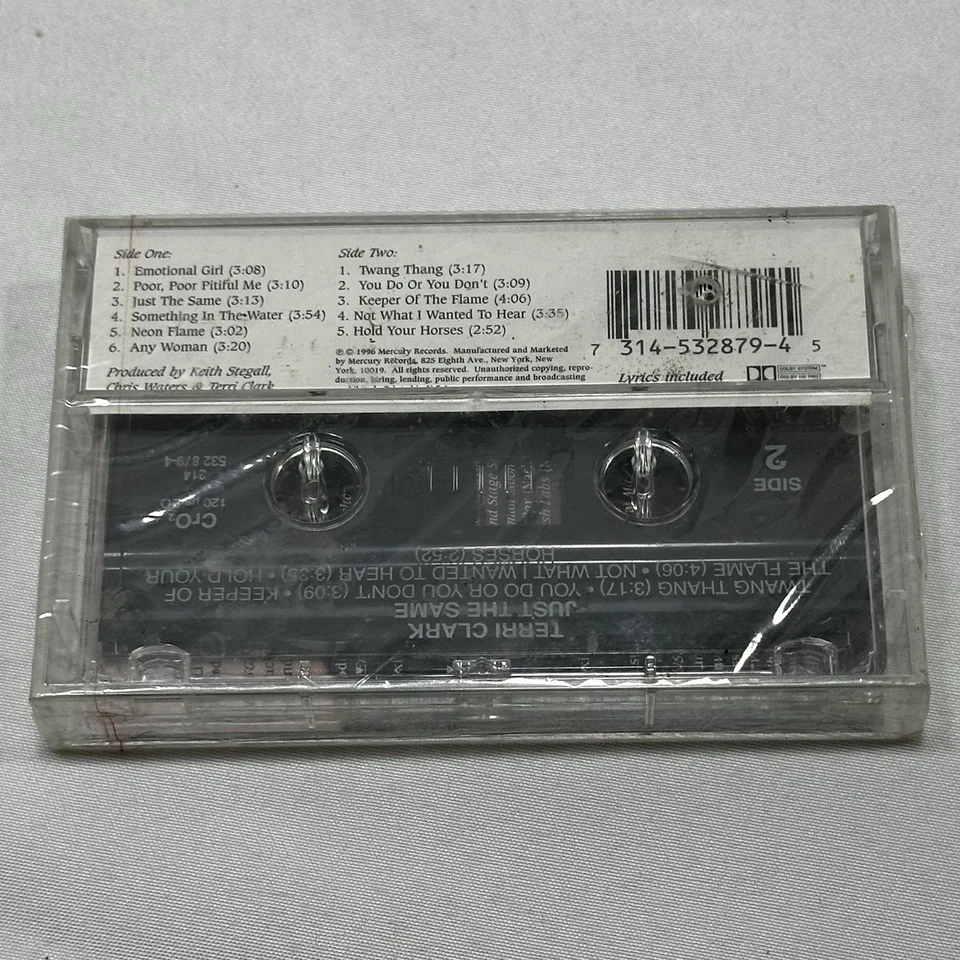 Side One:
1. Emotional Girl (3:08)
2. Poor, Poor Pitiful Me (3:10)
3. Just The Same (3:13)
4. Something In The Water (3:54)
5. Neon Flame (3:02)
6. Any Woman (3:20)
Produced by Keith Stegall,
Chris Waters & Terri Clark
Side Two:
1. Twang Thang (3:17)
2. You Do Or You Don't (3:09)
3. Keeper Of The Flame (4:06)
4. Not What I Wanted To Hear (3:35)
5. Hold Your Horses (2:52)
℗ © 1996 Mercury Records. Manufactured and Marketed
by Mercury Records, 825 Eighth Ave., New York, New
York, 10019. All rights reserved. Unauthorized copying, repro-
duction, hiring, lending, public performance and broadcasting
7 314-532879-4 5
Lyrics included
DOLBY SYSTEM™
DOLBY HX PRO
TERRI CLARK
JUST THE SAME
TWANG THANG (3:17) • YOU DO OR YOU DON'T (3:09) • KEEPER OF
THE FLAME (4:06) • NOT WHAT I WANTED TO HEAR (3:35) • HOLD YOUR
HORSES (2:52)
SIDE
2
CrO₂
314
532 879-4